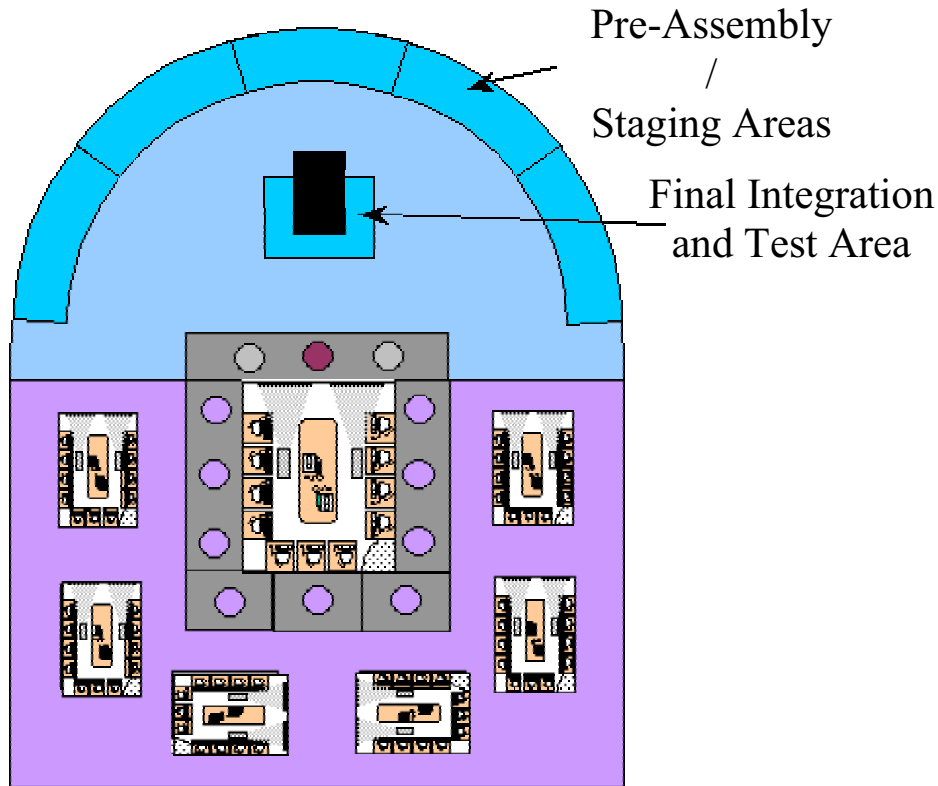 Pre-Assembly
/
Staging Areas
Final Integration
and Test Area